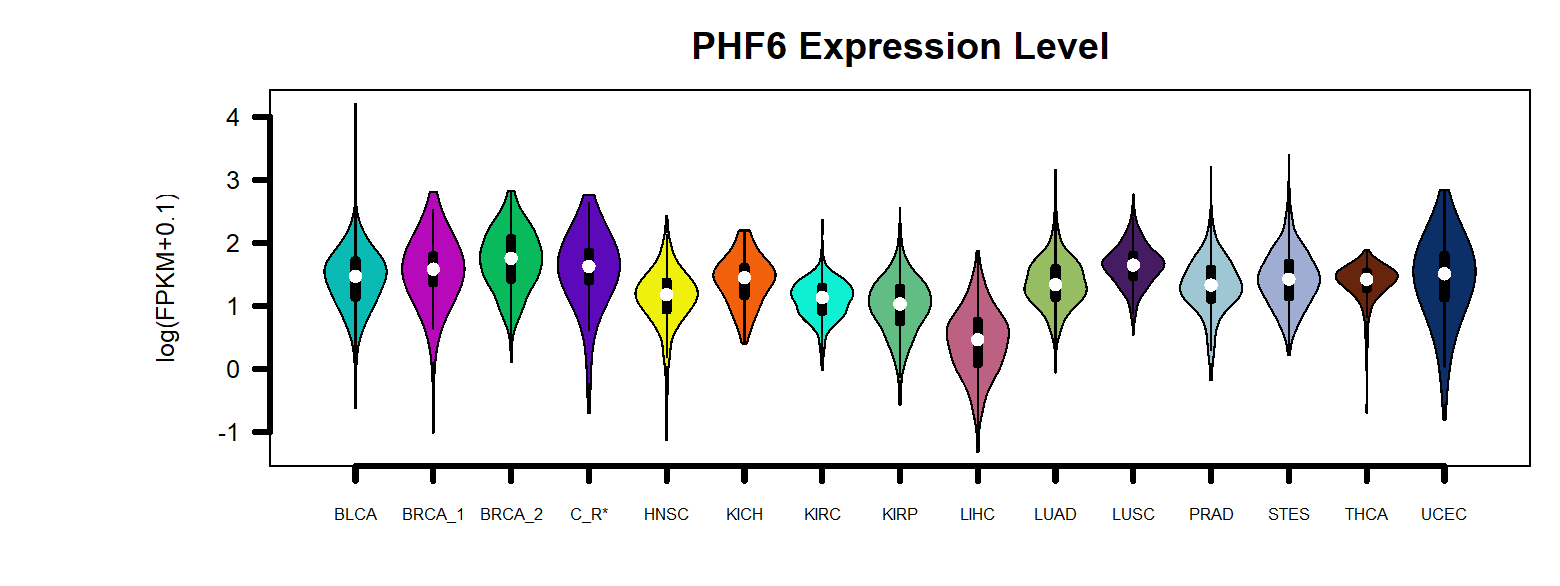 PHF6 Expression Level
log(FPKM+0.1)
4
3
2
1
0
-1
BLCA BRCA_1 BRCA_2 C_R* HNSC KICH KIRC KIRP LIHC LUAD LUSC PRAD STES THCA UCEC